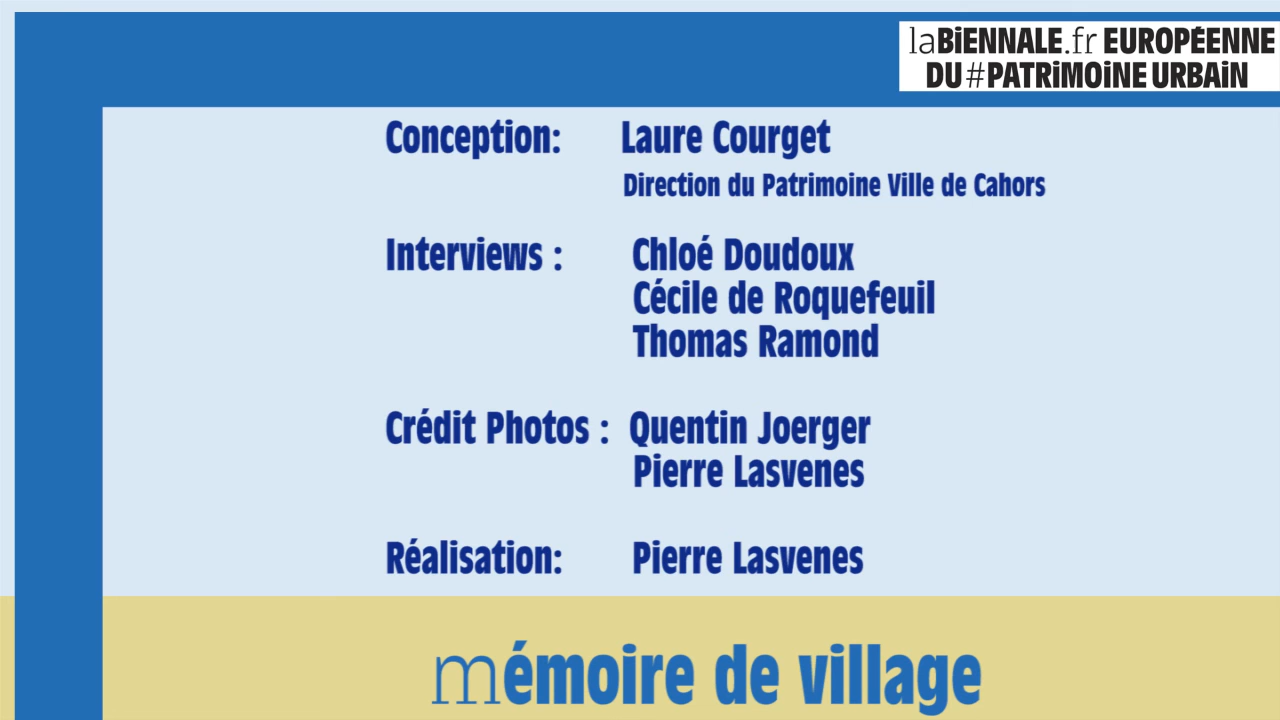 laBiENNALE.fr EUROPÉENNE
DU #PATRiMOiNE URBAiN
Conception: Laure Courget
Direction du Patrimoine Ville de Cahors
Interviews : Chloé Doudoux
Cécile de Roquefeuil
Thomas Ramond
Crédit Photos : Quentin Joerger
Pierre Lasvenes
Réalisation: Pierre Lasvenes
mémoire de village